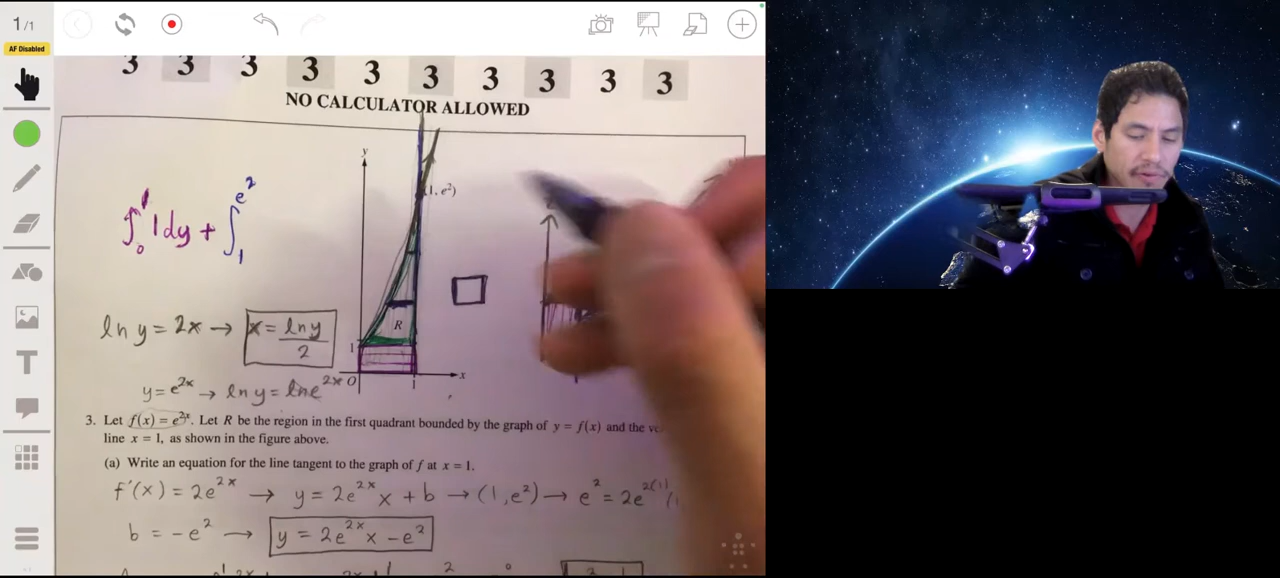 1/1
AF Disabled
3 3 3 3 3 3 3 3 3 3
NO CALCULATOR ALLOWED
y
(1, e²)
∫₀¹ 1dy + ∫₁^{e²}
R
1
O
1
x
ln y = 2x → x = ln y / 2
y = e^{2x} → ln y = ln e^{2x}
3. Let f(x) = e^{2x}. Let R be the region in the first quadrant bounded by the graph of y = f(x) and the
line x = 1, as shown in the figure above.
(a) Write an equation for the line tangent to the graph of f at x = 1.
f'(x) = 2e^{2x} → y = 2e^{2x} x + b → (1, e²) → e² = 2e^{2(1)}
b = -e² → y = 2e^{2x} x - e²
T